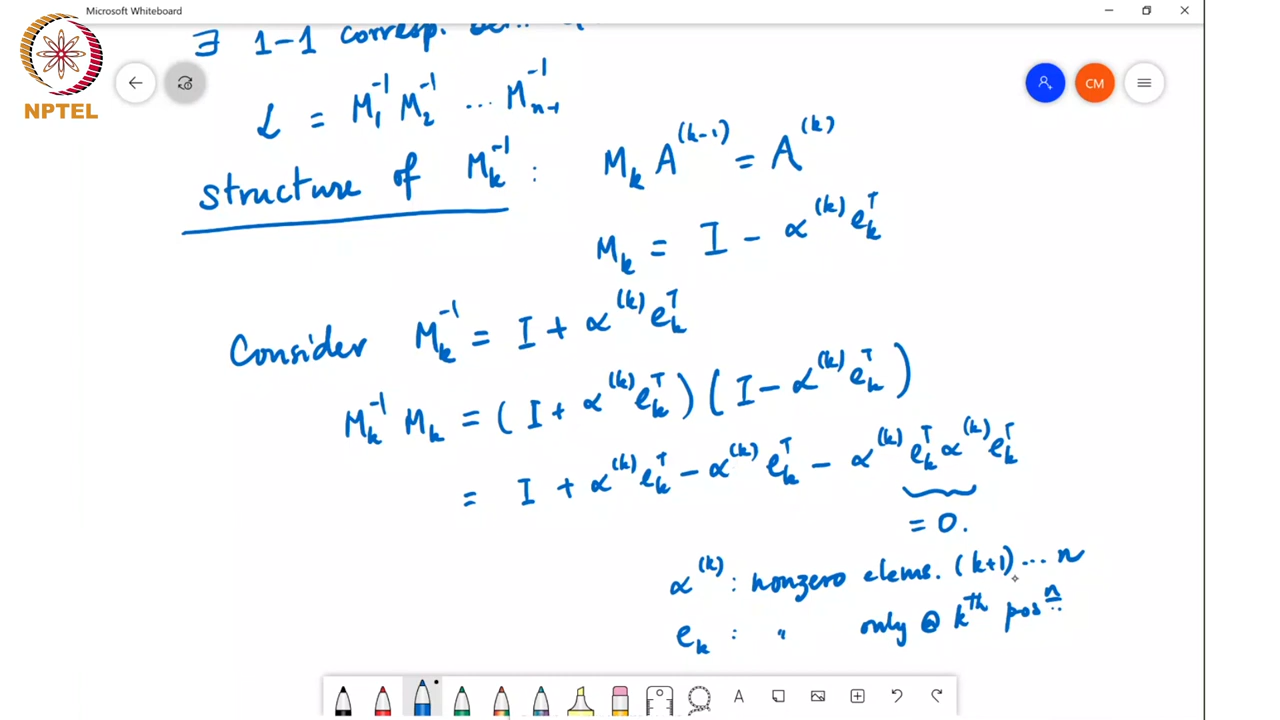 Microsoft Whiteboard
∃ 1-1 corresp.
NPTEL
CM
L = M₁⁻¹ M₂⁻¹ ... Mₙ₋₁⁻¹
structure of Mₖ⁻¹ : Mₖ A⁽ᵏ⁻¹⁾ = A⁽ᵏ⁾
Mₖ = I - α⁽ᵏ⁾ eₖᵀ
Consider Mₖ⁻¹ = I + α⁽ᵏ⁾ eₖᵀ
Mₖ⁻¹ Mₖ = (I + α⁽ᵏ⁾ eₖᵀ) (I - α⁽ᵏ⁾ eₖᵀ)
= I + α⁽ᵏ⁾ eₖᵀ - α⁽ᵏ⁾ eₖᵀ - α⁽ᵏ⁾ eₖᵀ α⁽ᵏ⁾ eₖᵀ
= 0.
α⁽ᵏ⁾ : nonzero elems. (k+1) ... n
eₖ : " only @ kᵗʰ posⁿ
A